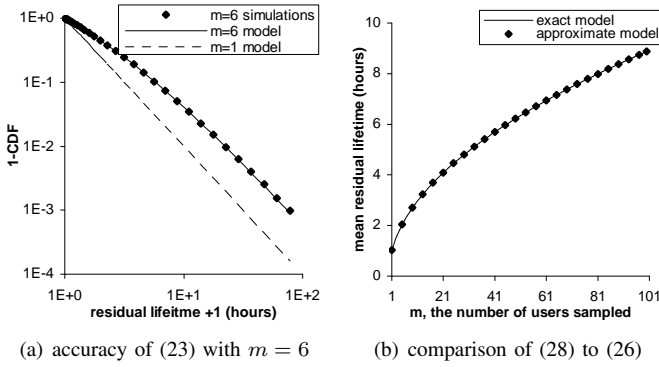 1E+0
1E-1
1E-2
1E-3
1E-4
1-CDF
m=6 simulations
m=6 model
m=1 model
1E+0 1E+1 1E+2
residual lifeitme +1 (hours)
(a) accuracy of (23) with m = 6
10
8
6
4
2
0
mean residual lifetime (hours)
exact model
approximate model
1 21 41 61 81 101
m, the number of users sampled
(b) comparison of (28) to (26)